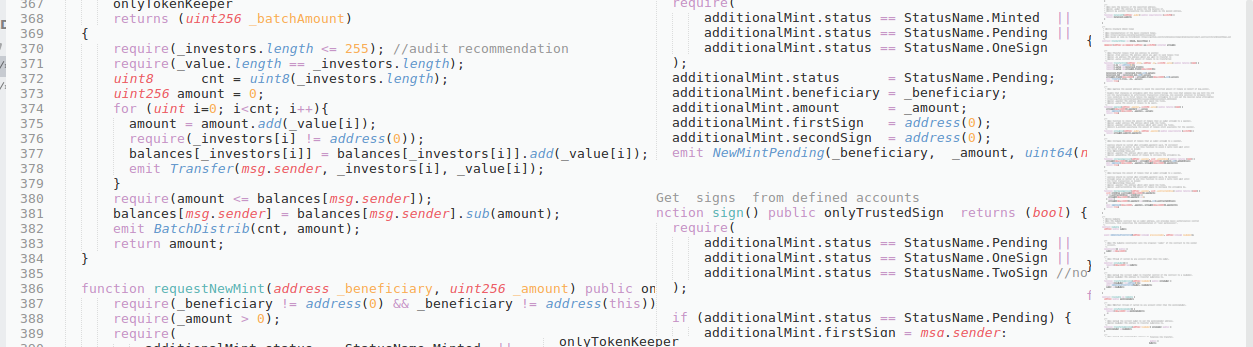 367 onlyTokenKeeper
368 returns (uint256 _batchAmount)
369 {
370 require(_investors.length <= 255); //audit recommendation
371 require(_value.length == _investors.length);
372 uint8 cnt = uint8(_investors.length);
373 uint256 amount = 0;
374 for (uint i=0; i<cnt; i++){
375 amount = amount.add(_value[i]);
376 require(_investors[i] != address(0));
377 balances[_investors[i]] = balances[_investors[i]].add(_value[i]);
378 emit Transfer(msg.sender, _investors[i], _value[i]);
379 }
380 require(amount <= balances[msg.sender]);
381 balances[msg.sender] = balances[msg.sender].sub(amount);
382 emit BatchDistrib(cnt, amount);
383 return amount;
384 }
385
386 function requestNewMint(address _beneficiary, uint256 _amount) public on
387 require(_beneficiary != address(0) && _beneficiary != address(this))
388 require(_amount > 0);
389 require(
onlyTokenKeeper
require(
additionalMint.status == StatusName.Minted ||
additionalMint.status == StatusName.Pending ||
additionalMint.status == StatusName.OneSign
);
additionalMint.status = StatusName.Pending;
additionalMint.beneficiary = _beneficiary;
additionalMint.amount = _amount;
additionalMint.firstSign = address(0);
additionalMint.secondSign = address(0);
emit NewMintPending(_beneficiary, _amount, uint64(n
Get signs from defined accounts
nction sign() public onlyTrustedSign returns (bool) {
require(
additionalMint.status == StatusName.Pending ||
additionalMint.status == StatusName.OneSign ||
additionalMint.status == StatusName.TwoSign //no
);
if (additionalMint.status == StatusName.Pending) {
additionalMint.firstSign = msg.sender;
{
}
f